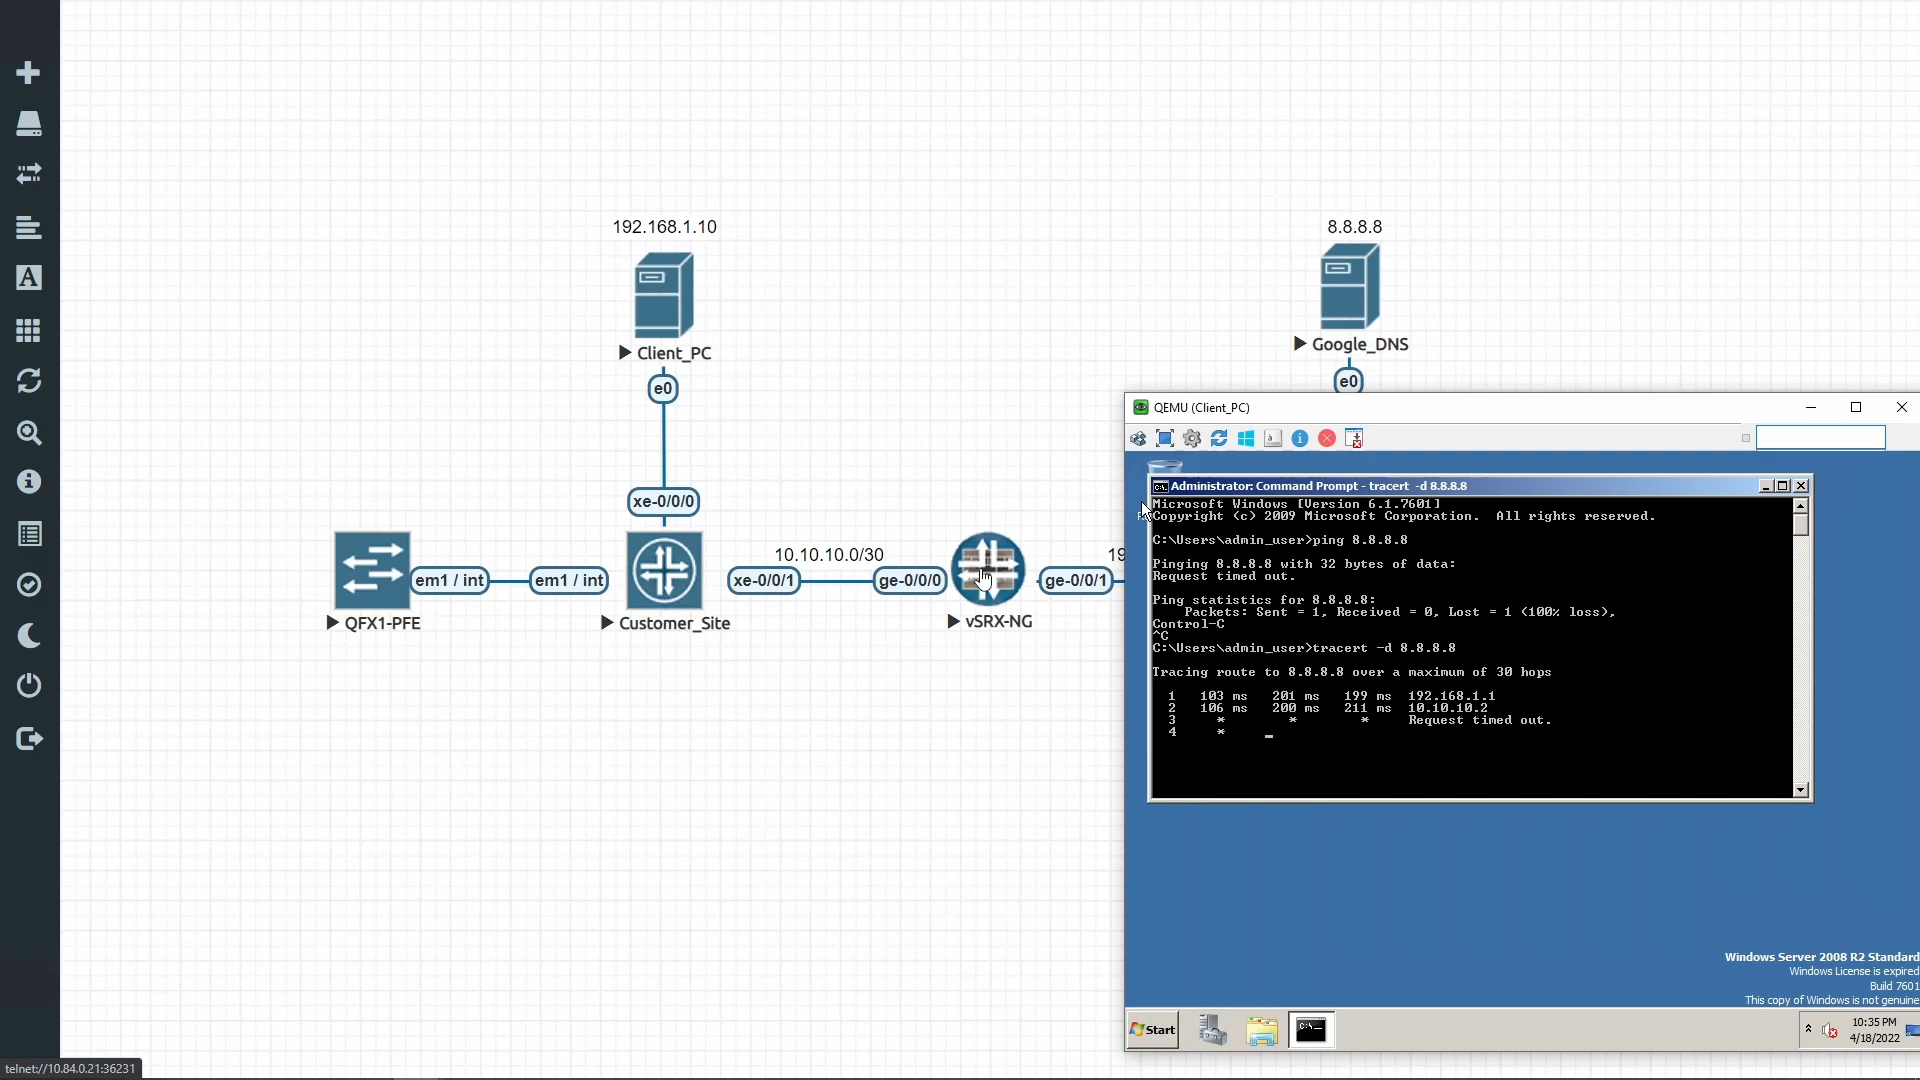 192.168.1.10
8.8.8.8
Client_PC
Google_DNS
e0
e0
xe-0/0/0
10.10.10.0/30
19
em1 / int
em1 / int
xe-0/0/1
ge-0/0/0
ge-0/0/1
QFX1-PFE
Customer_Site
vSRX-NG
QEMU (Client_PC)
Administrator: Command Prompt - tracert -d 8.8.8.8
Microsoft Windows [Version 6.1.7601]
Copyright (c) 2009 Microsoft Corporation. All rights reserved.
C:\Users\admin_user>ping 8.8.8.8
Pinging 8.8.8.8 with 32 bytes of data:
Request timed out.
Ping statistics for 8.8.8.8:
Packets: Sent = 1, Received = 0, Lost = 1 (100% loss),
Control-C
^C
C:\Users\admin_user>tracert -d 8.8.8.8
Tracing route to 8.8.8.8 over a maximum of 30 hops
1 103 ms 201 ms 199 ms 192.168.1.1
2 106 ms 200 ms 211 ms 10.10.10.2
3 * * * Request timed out.
4 * _
Windows Server 2008 R2 Standard
Windows License is expired
Build 7601
This copy of Windows is not genuine
Start
10:35 PM
4/18/2022
telnet://10.84.0.21:36231